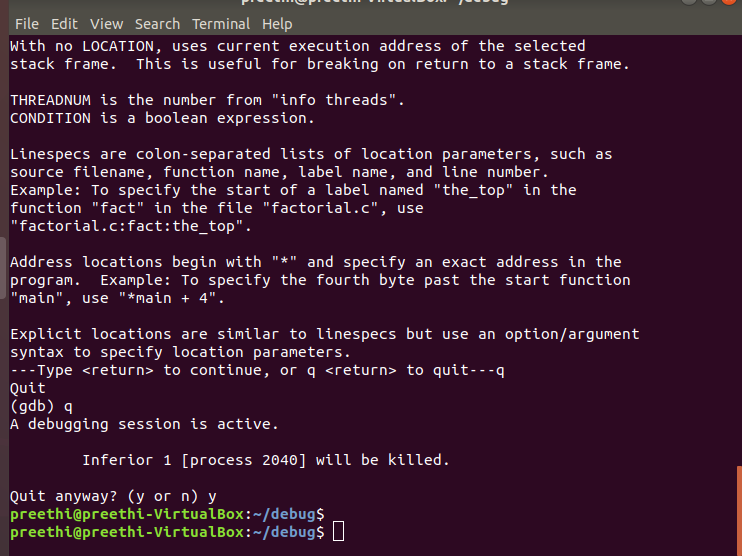 preethi@preethi-VirtualBox: ~/debug
File Edit View Search Terminal Help
With no LOCATION, uses current execution address of the selected
stack frame.  This is useful for breaking on return to a stack frame.
THREADNUM is the number from "info threads".
CONDITION is a boolean expression.
Linespecs are colon-separated lists of location parameters, such as
source filename, function name, label name, and line number.
Example: To specify the start of a label named "the_top" in the
function "fact" in the file "factorial.c", use
"factorial.c:fact:the_top".
Address locations begin with "*" and specify an exact address in the
program.  Example: To specify the fourth byte past the start function
"main", use "*main + 4".
Explicit locations are similar to linespecs but use an option/argument
syntax to specify location parameters.
---Type <return> to continue, or q <return> to quit---q
Quit
(gdb) q
A debugging session is active.
        Inferior 1 [process 2040] will be killed.
Quit anyway? (y or n) y
preethi@preethi-VirtualBox:~/debug$
preethi@preethi-VirtualBox:~/debug$